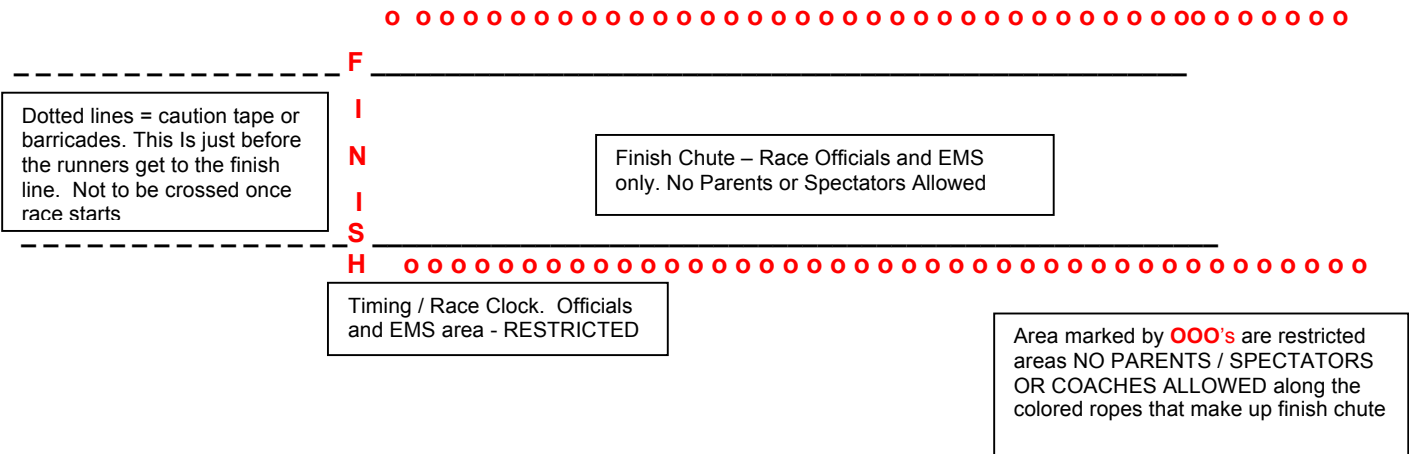 o o o o o o o o o o o o o o o o o o o o o o o o o o o o o o o o o o oo o o o o o o
FINISH
Dotted lines = caution tape or
barricades. This Is just before
the runners get to the finish
line. Not to be crossed once
race starts
Finish Chute – Race Officials and EMS
only. No Parents or Spectators Allowed
o o o o o o o o o o o o o o o o o o o o o o o o o o o o o o o o o o o o o o o o o
Timing / Race Clock. Officials
and EMS area - RESTRICTED
Area marked by OOO's are restricted
areas NO PARENTS / SPECTATORS
OR COACHES ALLOWED along the
colored ropes that make up finish chute